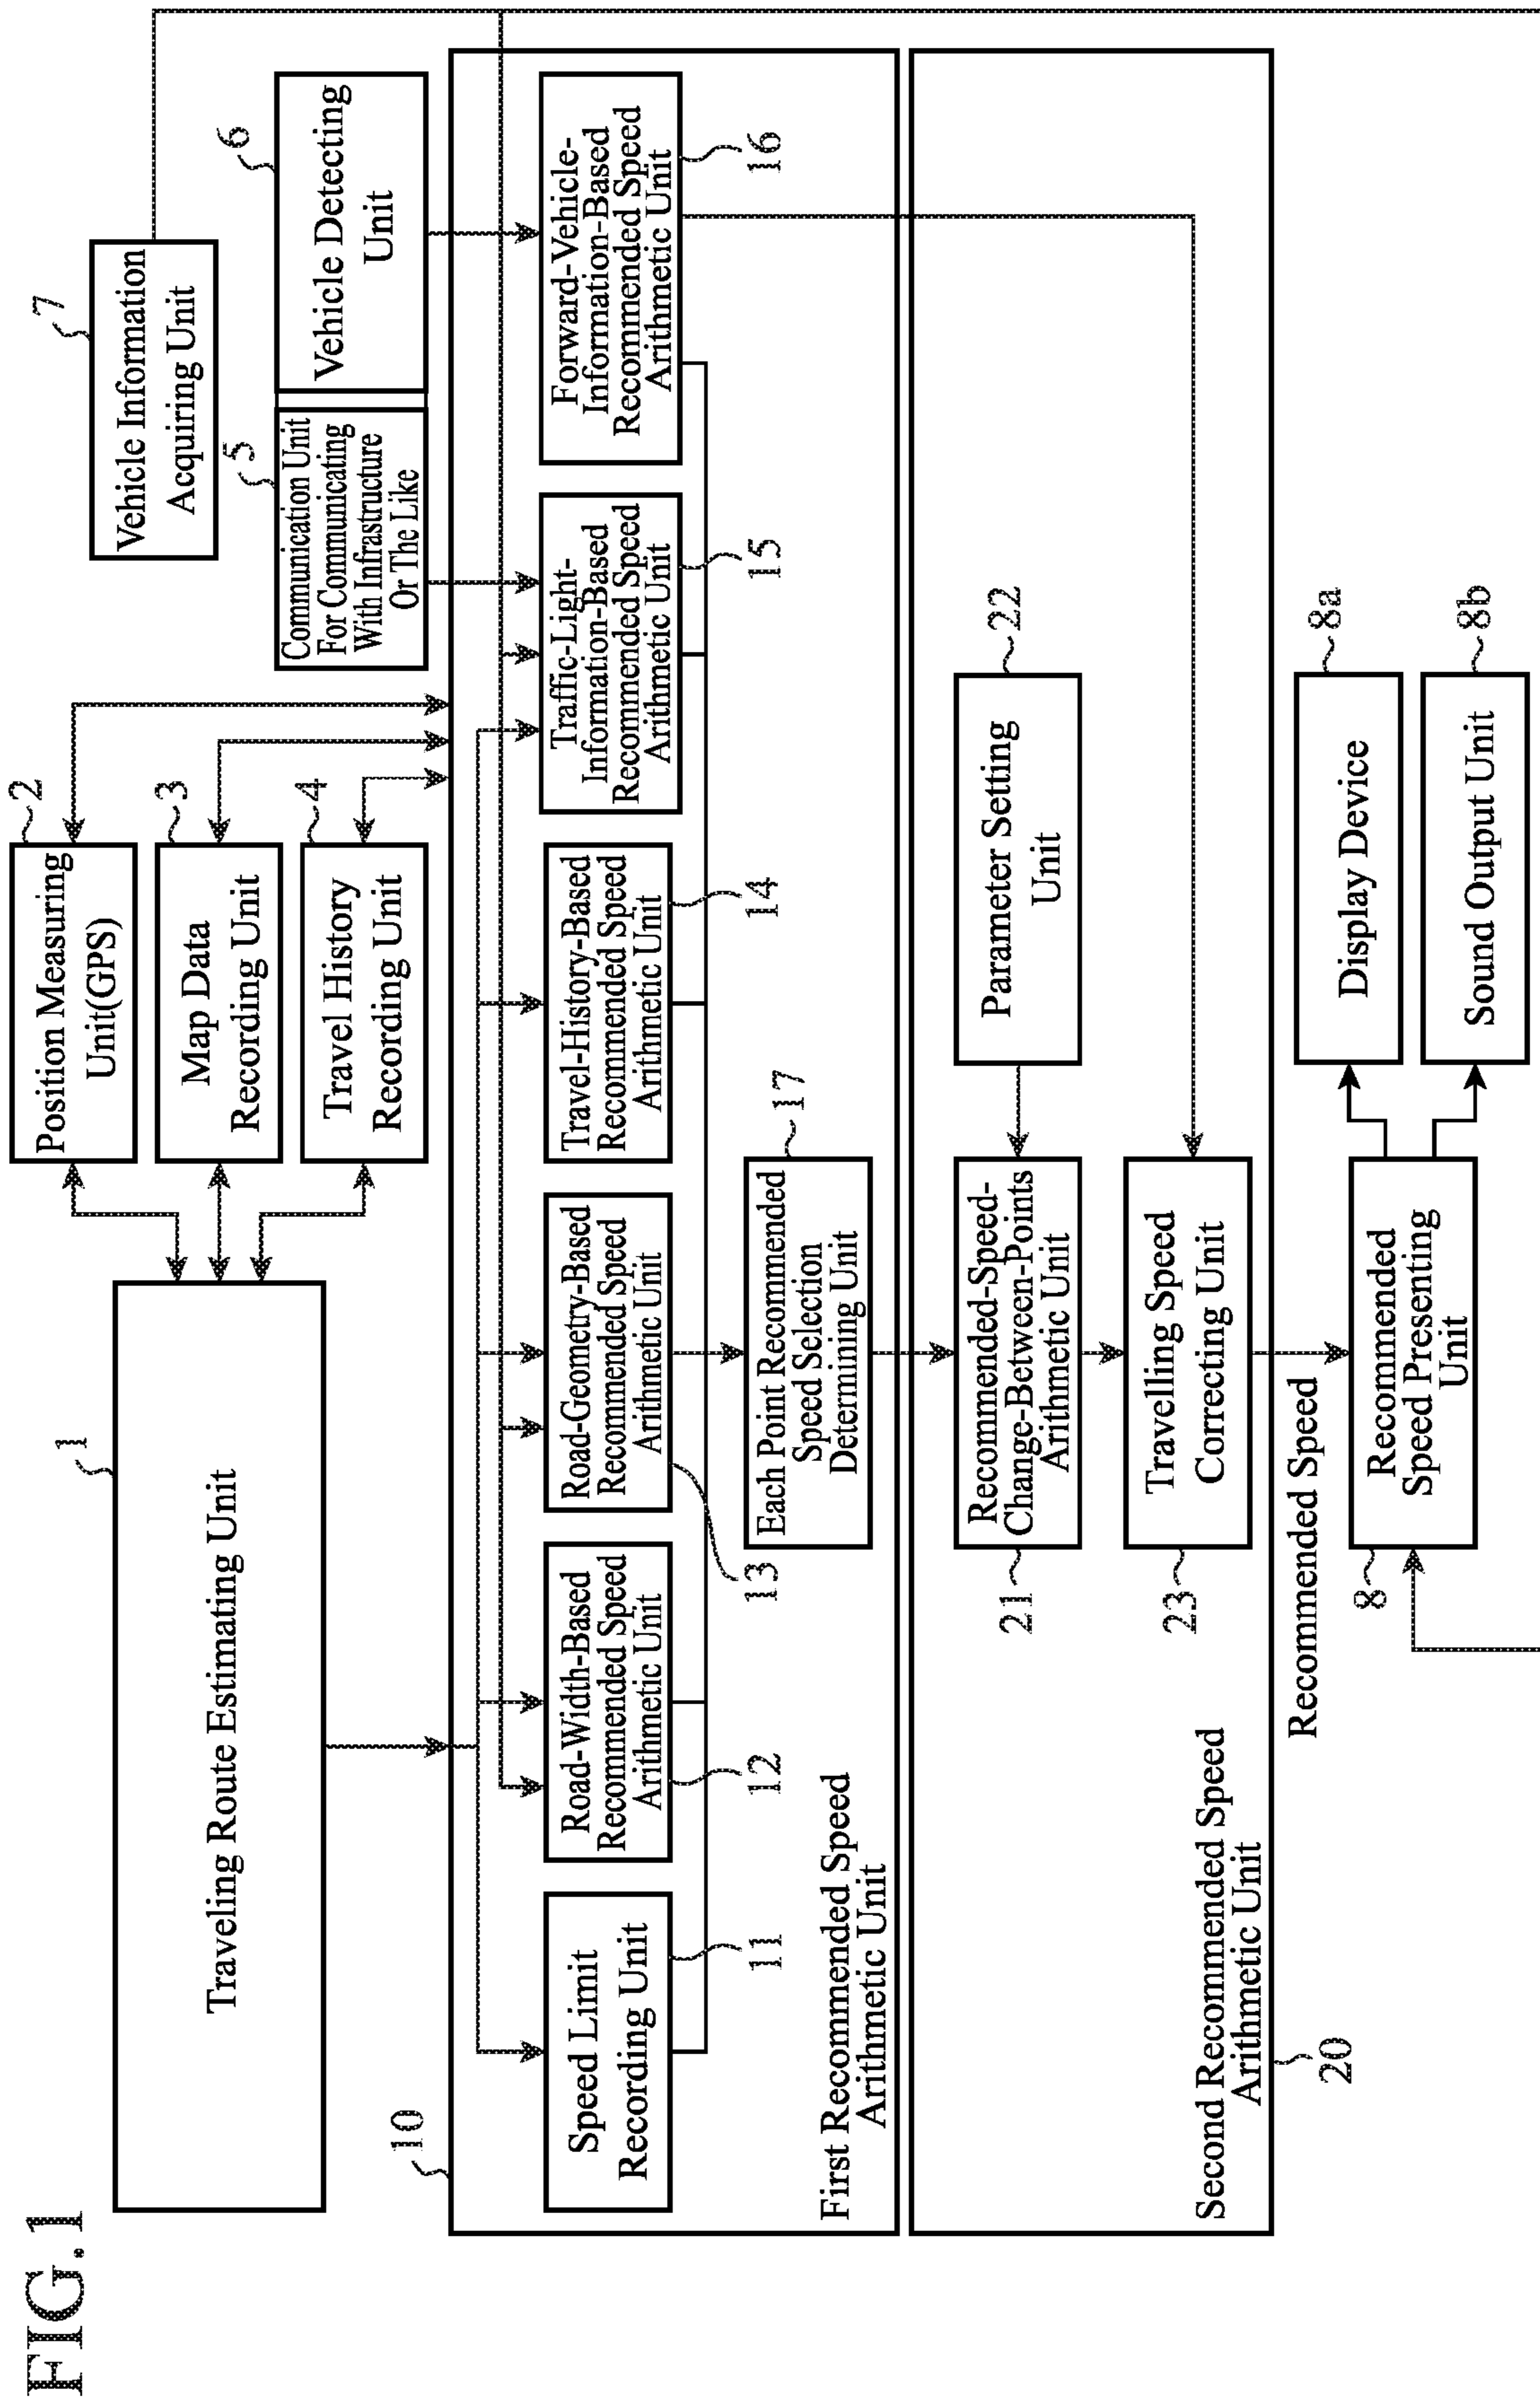 FIG.1
1
Traveling Route Estimating Unit
2
Position Measuring
Unit(GPS)
3
Map Data
Recording Unit
4
Travel History
Recording Unit
7
Vehicle Information
Acquiring Unit
5
Communication Unit
For Communicating
With Infrastructure
Or The Like
6
Vehicle Detecting
Unit
10
Speed Limit
Recording Unit
11
Road-Width-Based
Recommended Speed
Arithmetic Unit
12
Road-Geometry-Based
Recommended Speed
Arithmetic Unit
13
Travel-History-Based
Recommended Speed
Arithmetic Unit
14
Traffic-Light-
Information-Based
Recommended Speed
Arithmetic Unit
15
Forward-Vehicle-
Information-Based
Recommended Speed
Arithmetic Unit
16
Each Point Recommended
Speed Selection
Determining Unit
17
First Recommended Speed
Arithmetic Unit
Recommended-Speed-
Change-Between-Points
Arithmetic Unit
21
Parameter Setting
Unit
22
Travelling Speed
Correcting Unit
23
Second Recommended Speed
Arithmetic Unit
20
Recommended Speed
Recommended
Speed Presenting
Unit
8
Display Device
8a
Sound Output Unit
8b